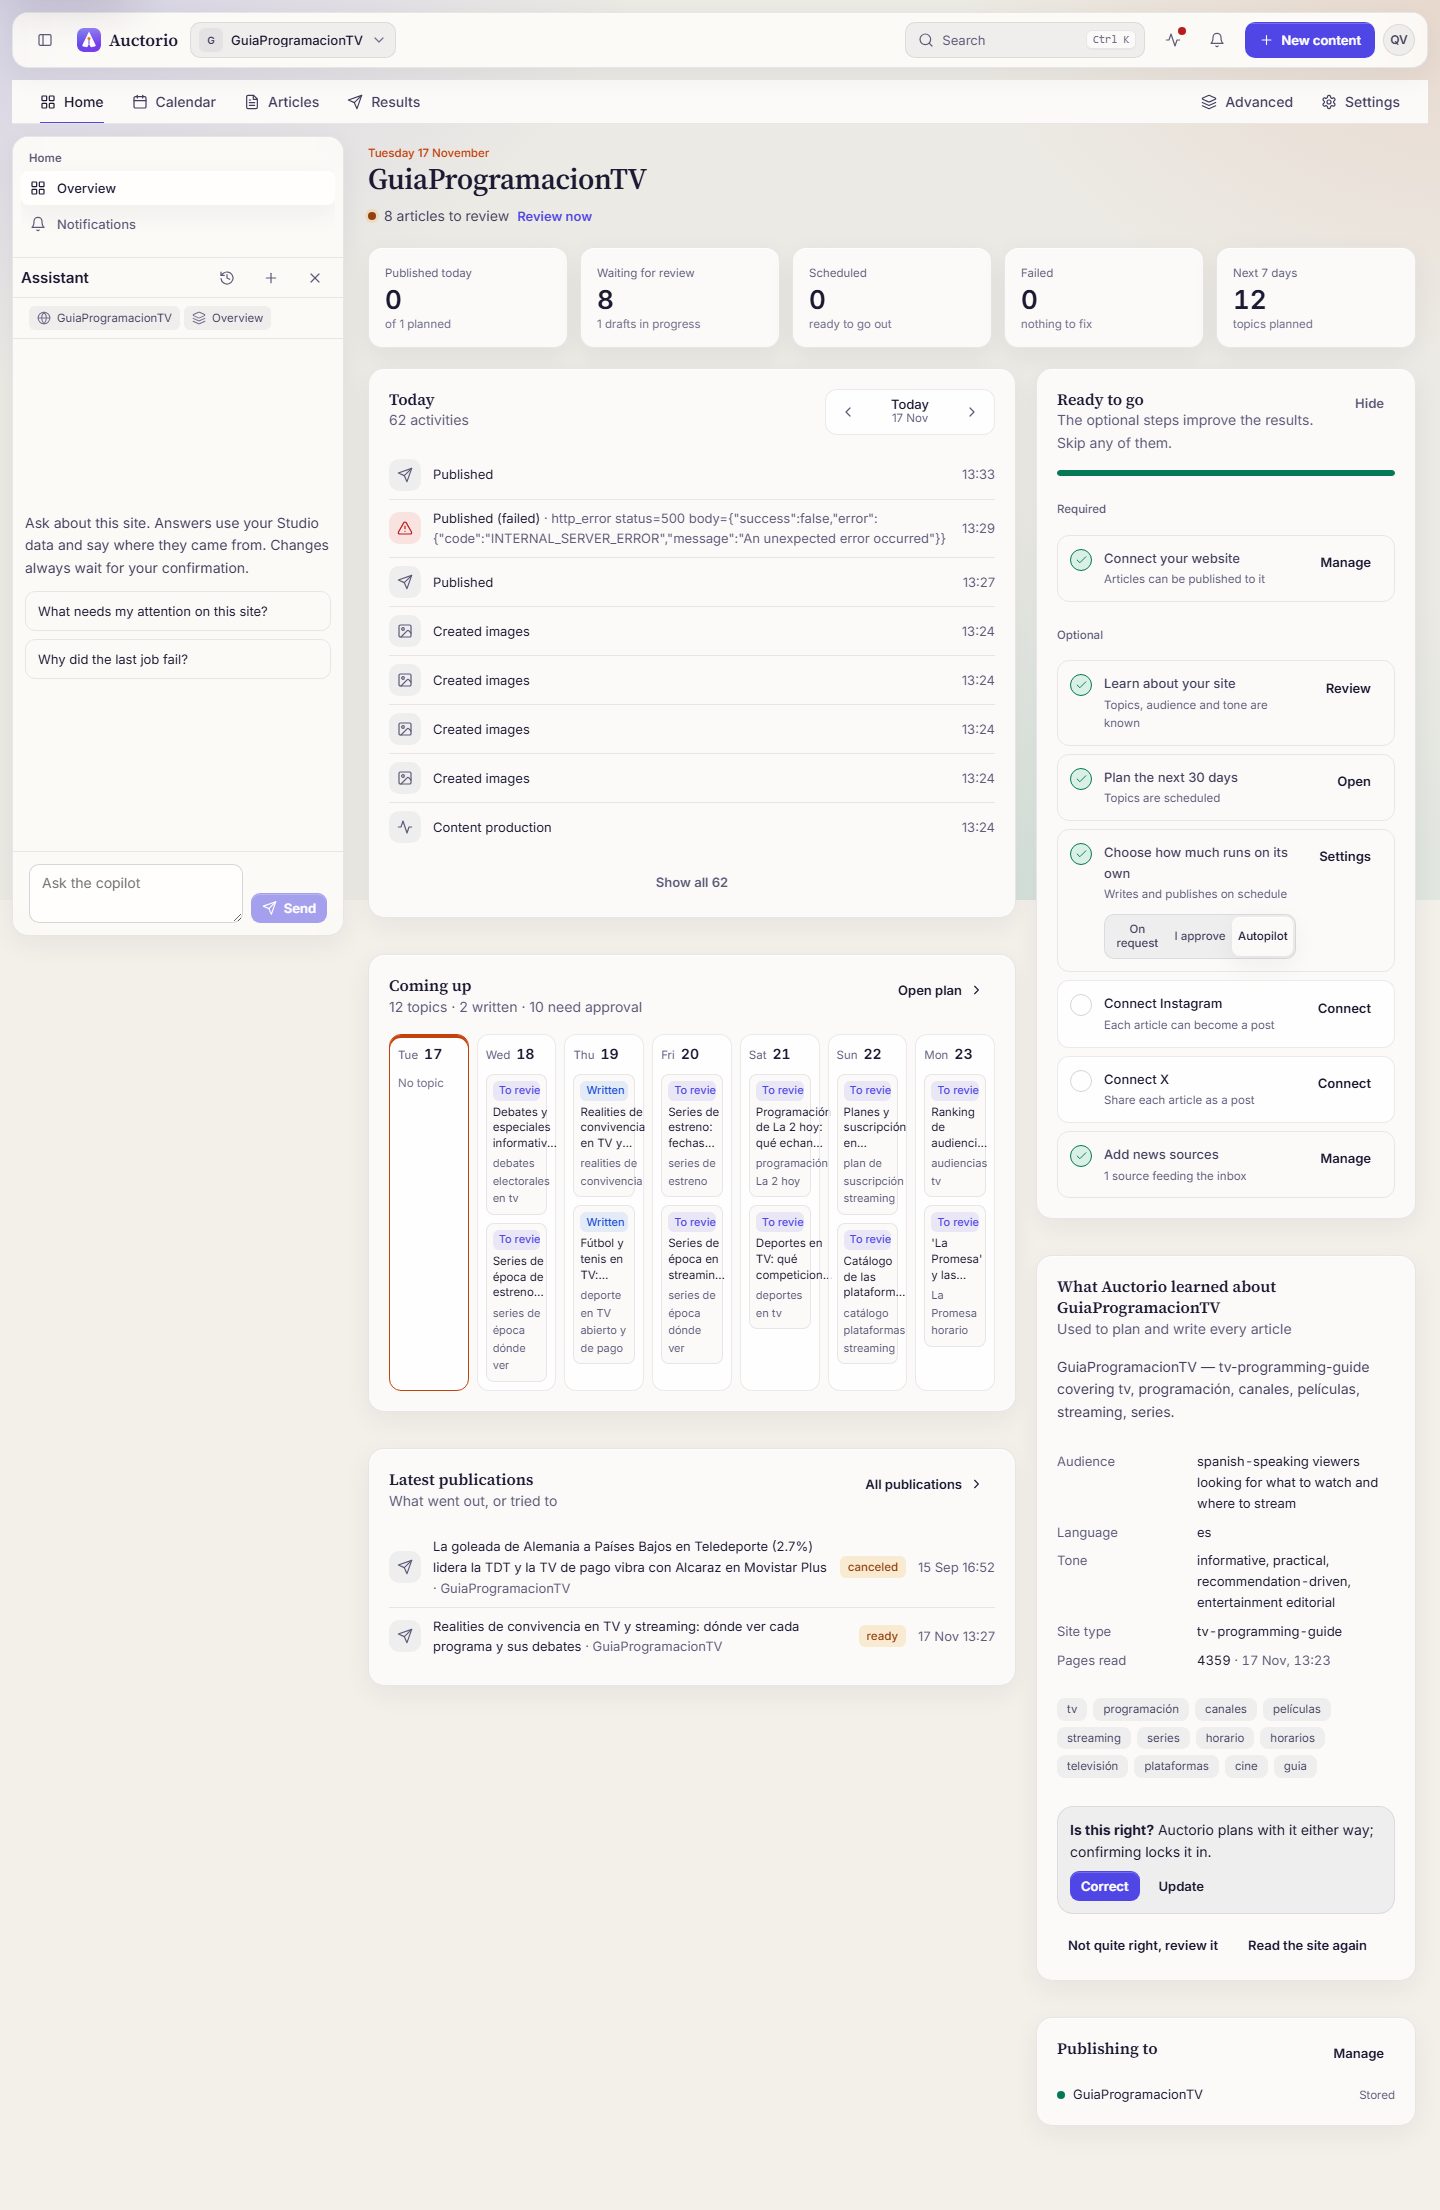 Auctorio
G GuiaProgramacionTV
Search Ctrl K
New content
QV
Home
Calendar
Articles
Results
Advanced
Settings
Home
Overview
Notifications
Assistant
GuiaProgramacionTV
Overview
Ask about this site. Answers use your Studio
data and say where they came from. Changes
always wait for your confirmation.
What needs my attention on this site?
Why did the last job fail?
Ask the copilot
Send
Tuesday 17 November
GuiaProgramacionTV
8 articles to review Review now
Published today
0
of 1 planned
Waiting for review
8
1 drafts in progress
Scheduled
0
ready to go out
Failed
0
nothing to fix
Next 7 days
12
topics planned
Today
62 activities
Today
17 Nov
Published 13:33
Published (failed) · http_error status=500 body={"success":false,"error":
{"code":"INTERNAL_SERVER_ERROR","message":"An unexpected error occurred"}} 13:29
Published 13:27
Created images 13:24
Created images 13:24
Created images 13:24
Created images 13:24
Content production 13:24
Show all 62
Coming up
12 topics · 2 written · 10 need approval
Open plan
Tue 17
No topic
Wed 18
To revie
Debates y
especiales
informativ...
debates
electorales
en tv
To revie
Series de
época de
estreno...
series de
época
dónde
ver
Thu 19
Written
Realities de
convivencia
en TV y...
realities de
convivencia
Written
Fútbol y
tenis en
TV:...
deporte
en TV
abierto y
de pago
Fri 20
To revie
Series de
estreno:
fechas...
series de
estreno
To revie
Series de
época en
streamin...
series de
época
dónde
ver
Sat 21
To revie
Programación
de La 2 hoy:
qué echan...
programación
La 2 hoy
To revie
Deportes en
TV: qué
competicion...
deportes
en tv
Sun 22
To revie
Planes y
suscripción
en...
plan de
suscripción
streaming
To revie
Catálogo
de las
plataform...
catálogo
plataformas
streaming
Mon 23
To revie
Ranking
de
audienci...
audiencias
tv
To revie
'La
Promesa'
y las...
La
Promesa
horario
Latest publications
What went out, or tried to
All publications
La goleada de Alemania a Países Bajos en Teledeporte (2.7%)
lidera la TDT y la TV de pago vibra con Alcaraz en Movistar Plus
· GuiaProgramacionTV
canceled 15 Sep 16:52
Realities de convivencia en TV y streaming: dónde ver cada
programa y sus debates · GuiaProgramacionTV
ready 17 Nov 13:27
Ready to go
The optional steps improve the results.
Skip any of them.
Hide
Required
Connect your website
Articles can be published to it
Manage
Optional
Learn about your site
Topics, audience and tone are
known
Review
Plan the next 30 days
Topics are scheduled
Open
Choose how much runs on its
own
Writes and publishes on schedule
Settings
On
request
I approve
Autopilot
Connect Instagram
Each article can become a post
Connect
Connect X
Share each article as a post
Connect
Add news sources
1 source feeding the inbox
Manage
What Auctorio learned about
GuiaProgramacionTV
Used to plan and write every article
GuiaProgramacionTV — tv-programming-guide
covering tv, programación, canales, películas,
streaming, series.
Audience spanish-speaking viewers
looking for what to watch and
where to stream
Language es
Tone informative, practical,
recommendation-driven,
entertainment editorial
Site type tv-programming-guide
Pages read 4359 · 17 Nov, 13:23
tv programación canales películas
streaming series horario horarios
televisión plataformas cine guia
Is this right? Auctorio plans with it either way;
confirming locks it in.
Correct Update
Not quite right, review it Read the site again
Publishing to
Manage
GuiaProgramacionTV Stored